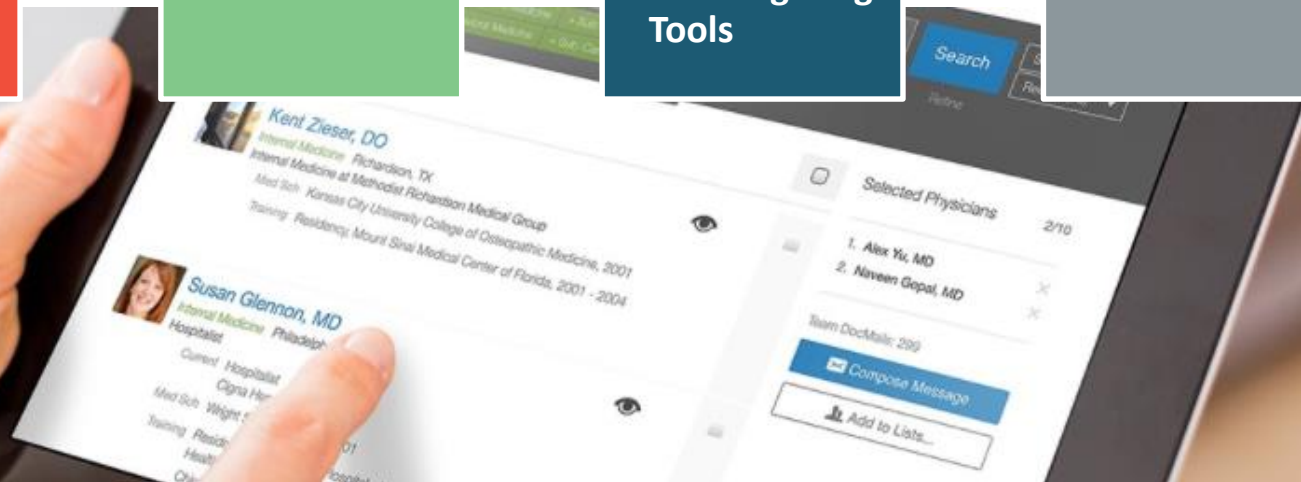 Tools
Search
Refine
Kent Zieser, DO
Internal Medicine Richardson, TX
Internal Medicine at Methodist Richardson Medical Group
Med Sch Kansas City University College of Osteopathic Medicine, 2001
Training Residency, Mount Sinai Medical Center of Florida, 2001 - 2004
Susan Glennon, MD
Internal Medicine
Hospitalist
Current Hospitalist
Cigna
Med Sch Wright
Training
Selected Physicians 2/10
1. Alex Yu, MD
2. Naveen Gopal, MD
Team DocMails: 299
Compose Message
Add to Lists...